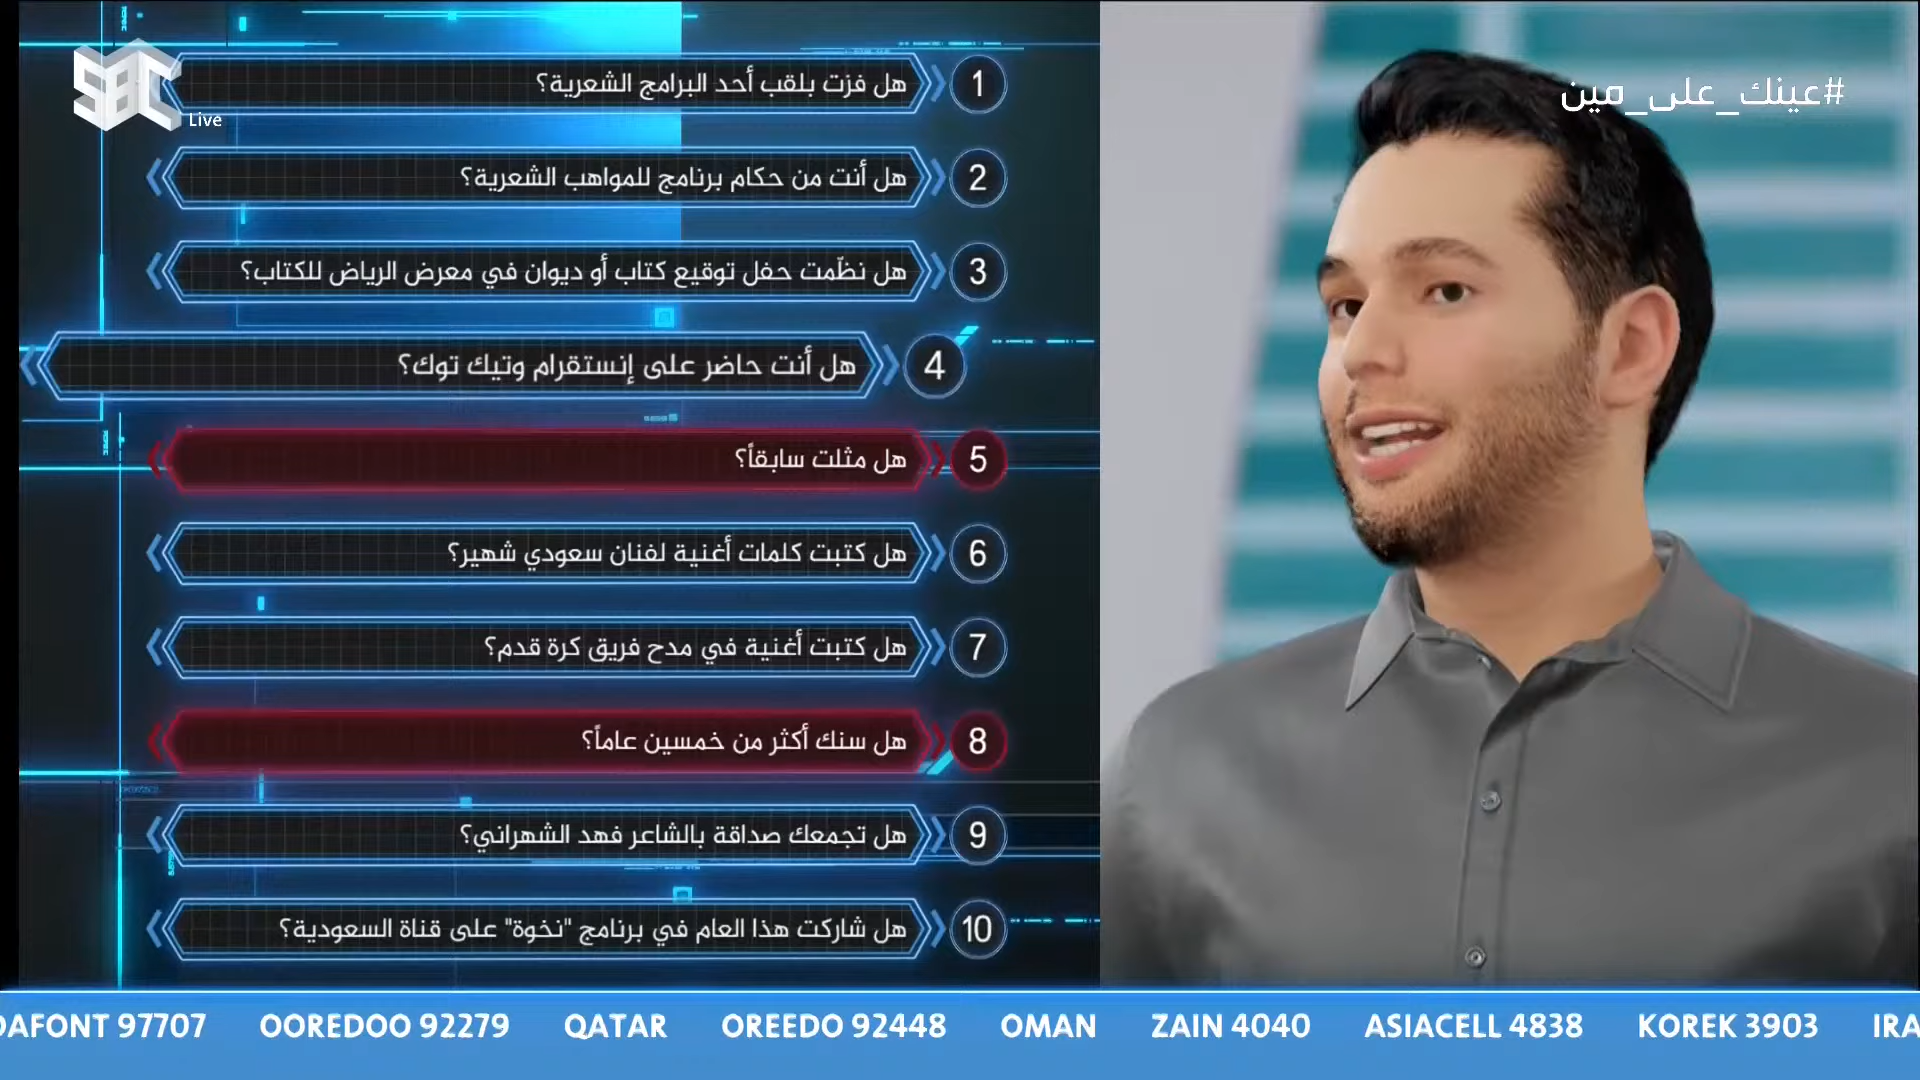 SBC
Live
#عينك_على_مين
1 هل فزت بلقب أحد البرامج الشعرية؟
2 هل أنت من حكام برنامج للمواهب الشعرية؟
3 هل نظّمت حفل توقيع كتاب أو ديوان في معرض الرياض للكتاب؟
4 هل أنت حاضر على إنستقرام وتيك توك؟
5 هل مثلت سابقاً؟
6 هل كتبت كلمات أغنية لفنان سعودي شهير؟
7 هل كتبت أغنية في مدح فريق كرة قدم؟
8 هل سنك أكثر من خمسين عاماً؟
9 هل تجمعك صداقة بالشاعر فهد الشهراني؟
10 هل شاركت هذا العام في برنامج "نخوة" على قناة السعودية؟
DAFONT 97707 OOREDOO 92279 QATAR OREEDO 92448 OMAN ZAIN 4040 ASIACELL 4838 KOREK 3903 IRA